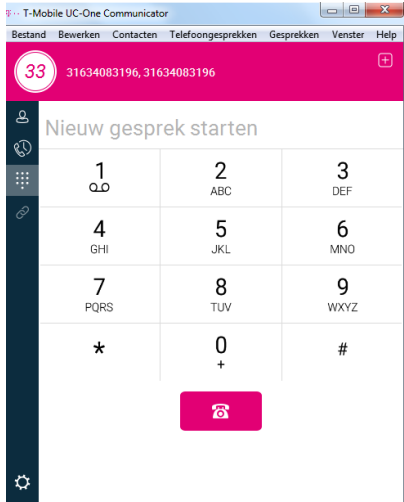 T-Mobile UC-One Communicator
Bestand Bewerken Contacten Telefoongesprekken Gesprekken Venster Help
33 31634083196, 31634083196
Nieuw gesprek starten
1 2 3
ABC DEF
4 5 6
GHI JKL MNO
7 8 9
PQRS TUV WXYZ
* 0 #
+